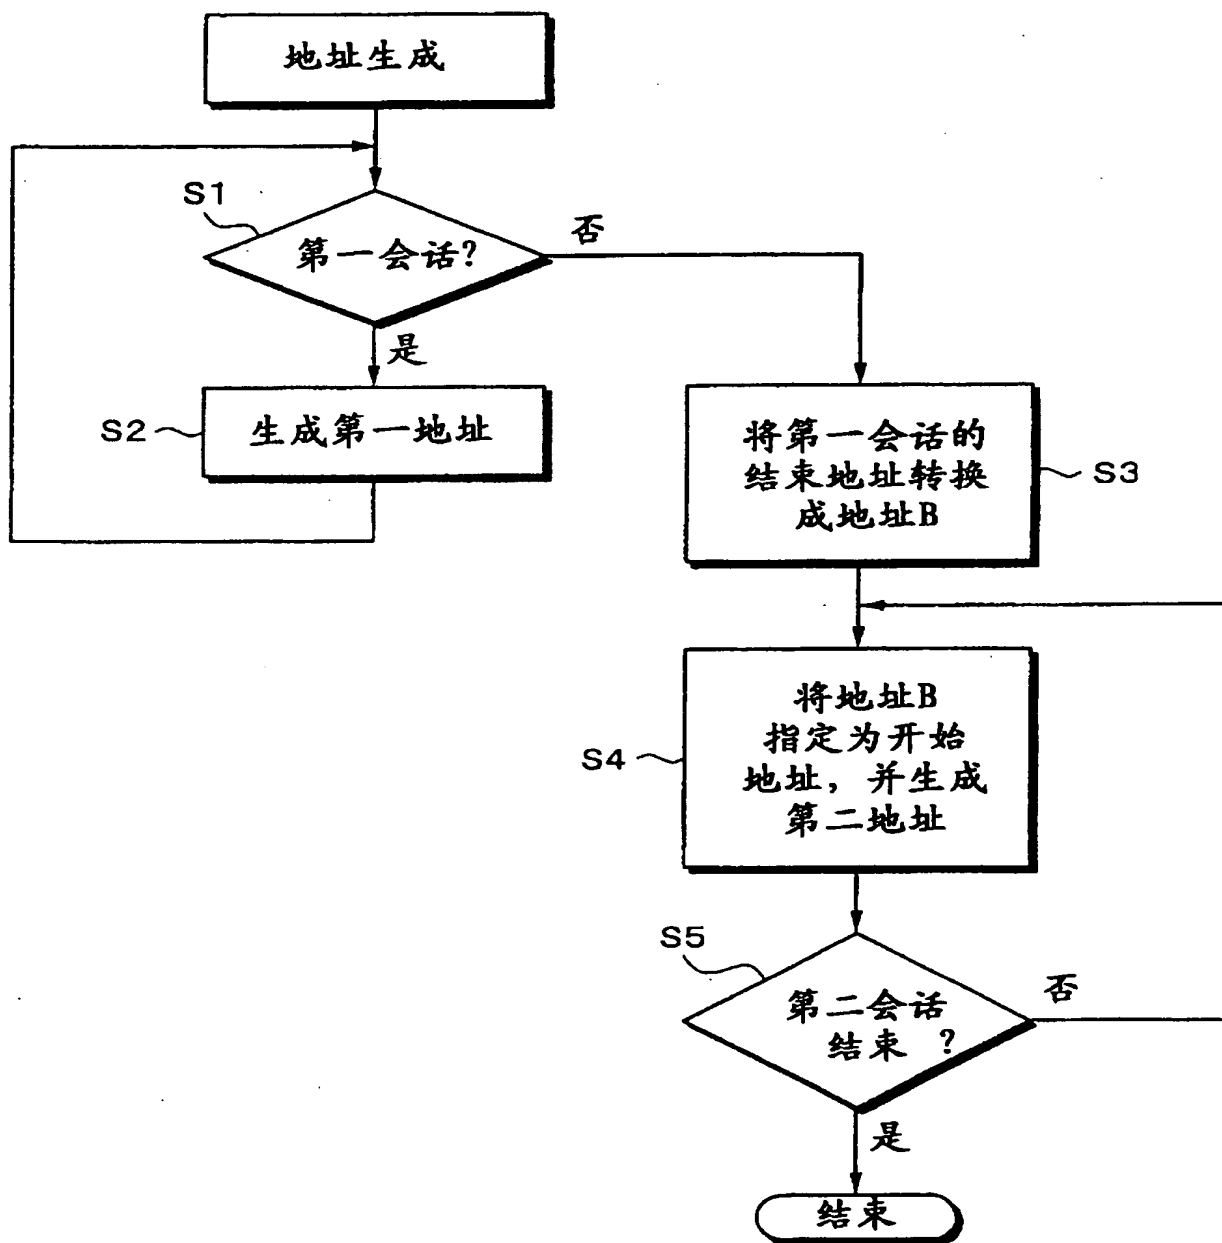 地址生成
S1
第一会话?
否
是
S2
生成第一地址
将第一会话的
结束地址转换
成地址B
S3
将地址B
指定为开始
地址，并生成
第二地址
S4
S5
第二会话
结束 ?
否
是
结束